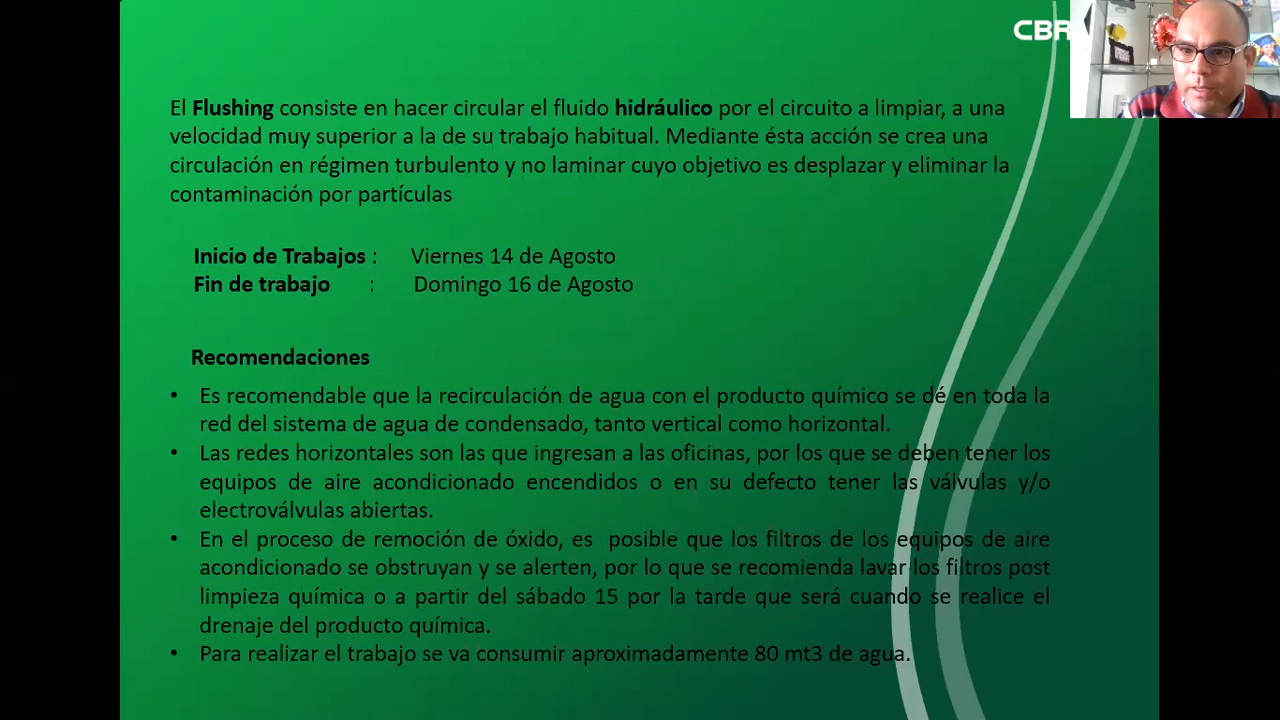 CBR
El Flushing consiste en hacer circular el fluido hidráulico por el circuito a limpiar, a una
velocidad muy superior a la de su trabajo habitual. Mediante ésta acción se crea una
circulación en régimen turbulento y no laminar cuyo objetivo es desplazar y eliminar la
contaminación por partículas
Inicio de Trabajos : Viernes 14 de Agosto
Fin de trabajo : Domingo 16 de Agosto
Recomendaciones
• Es recomendable que la recirculación de agua con el producto químico se dé en toda la
red del sistema de agua de condensado, tanto vertical como horizontal.
• Las redes horizontales son las que ingresan a las oficinas, por los que se deben tener los
equipos de aire acondicionado encendidos o en su defecto tener las válvulas y/o
electroválvulas abiertas.
• En el proceso de remoción de óxido, es posible que los filtros de los equipos de aire
acondicionado se obstruyan y se alerten, por lo que se recomienda lavar los filtros post
limpieza química o a partir del sábado 15 por la tarde que será cuando se realice el
drenaje del producto química.
• Para realizar el trabajo se va consumir aproximadamente 80 mt3 de agua.